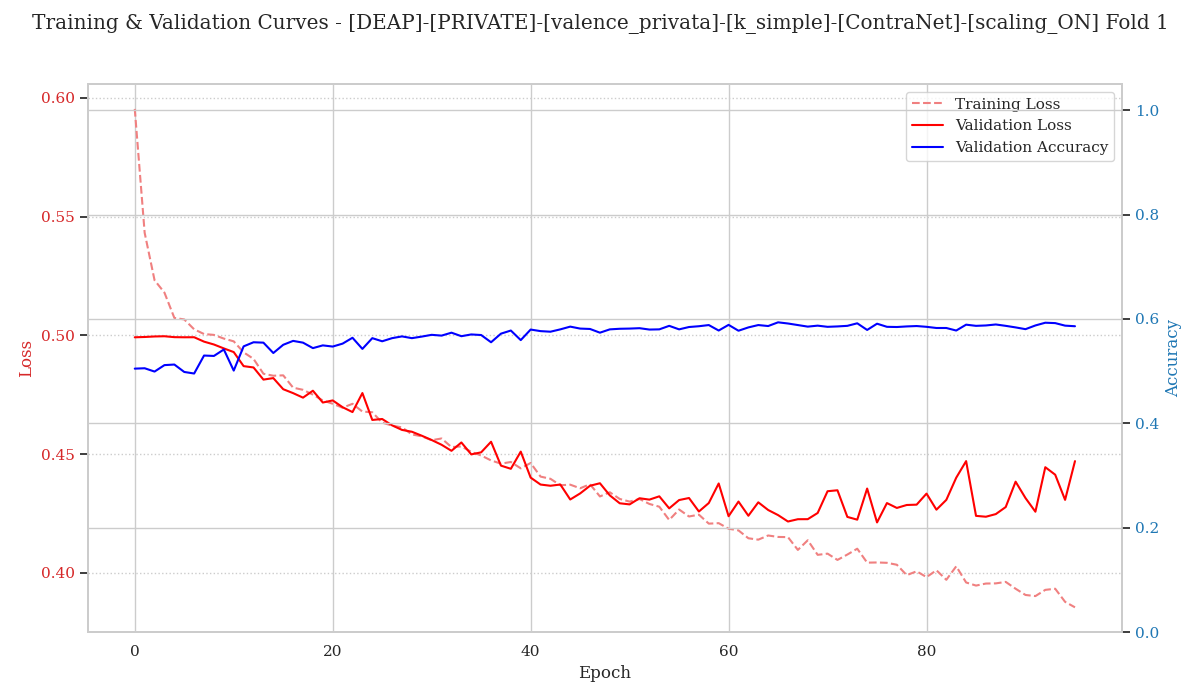 Training & Validation Curves - [DEAP]-[PRIVATE]-[valence_privata]-[k_simple]-[ContraNet]-[scaling_ON] Fold 1
Training Loss
Validation Loss
Validation Accuracy
0.60
0.55
0.50
0.45
0.40
Loss
1.0
0.8
0.6
0.4
0.2
0.0
Accuracy
0
20
40
60
80
Epoch